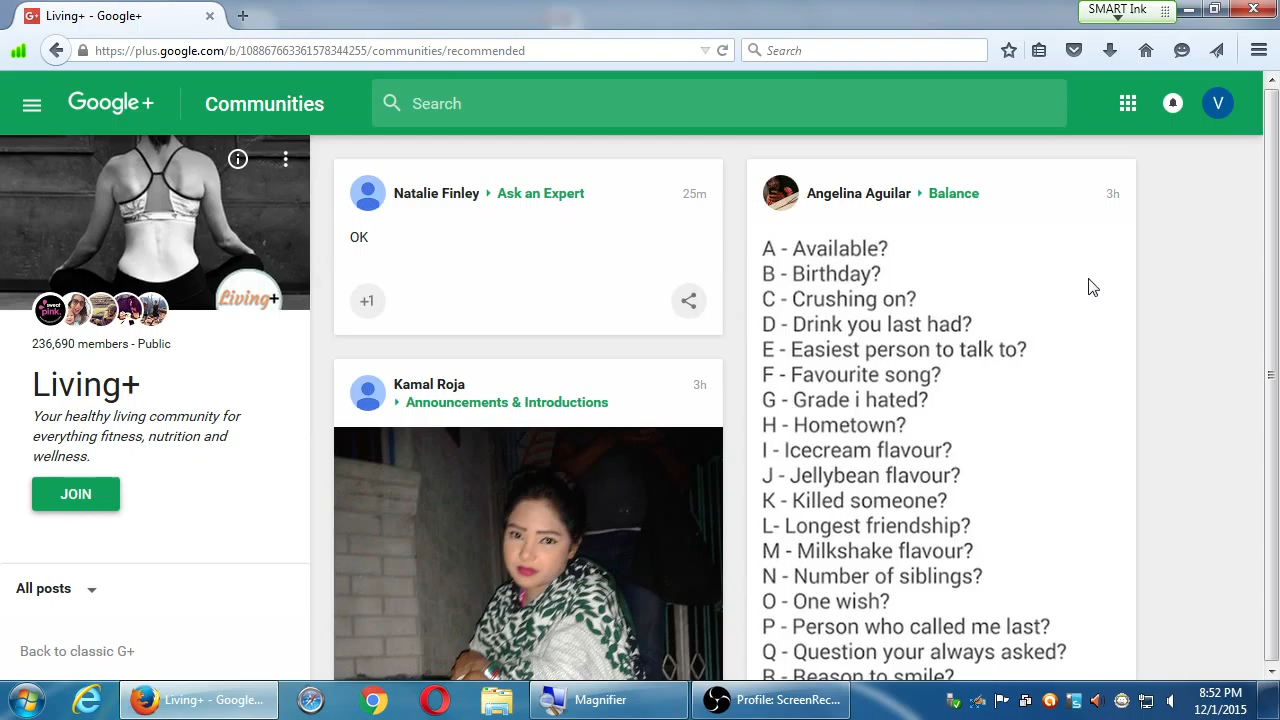 Living+ - Google+
SMART Ink
https://plus.google.com/b/108867663361578344255/communities/recommended
Search
Google+
Communities
Search
V
Living+
236,690 members - Public
Living+
Your healthy living community for
everything fitness, nutrition and
wellness.
JOIN
All posts
Back to classic G+
Natalie Finley
Ask an Expert
25m
OK
+1
Kamal Roja
3h
Announcements & Introductions
Angelina Aguilar
Balance
3h
A - Available?
B - Birthday?
C - Crushing on?
D - Drink you last had?
E - Easiest person to talk to?
F - Favourite song?
G - Grade i hated?
H - Hometown?
I - Icecream flavour?
J - Jellybean flavour?
K - Killed someone?
L- Longest friendship?
M - Milkshake flavour?
N - Number of siblings?
O - One wish?
P - Person who called me last?
Q - Question your always asked?
R - Reason to smile?
Living+ - Google...
Magnifier
Profile: ScreenRec...
8:52 PM
12/1/2015